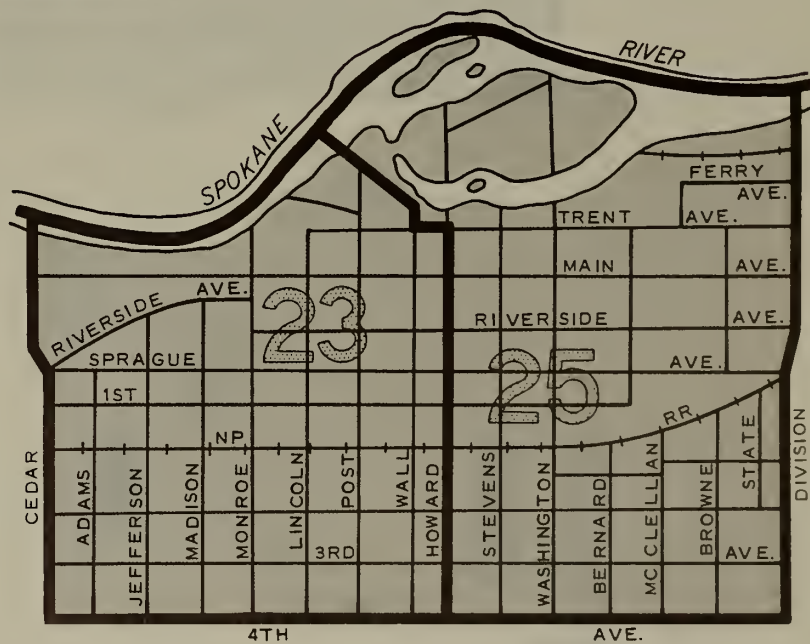 RIVER
SPOKANE
FERRY
AVE.
TRENT AVE.
MAIN AVE.
RIVERSIDE AVE.
23
RIVERSIDE AVE.
25
SPRAGUE AVE.
1ST
NP RR
CEDAR
ADAMS
JEFFERSON
MADISON
MONROE
LINCOLN
POST
WALL
HOWARD
STEVENS
WASHINGTON
BERNARD
MC CLELLAN
BROWNE
STATE
DIVISION
3RD AVE.
4TH AVE.